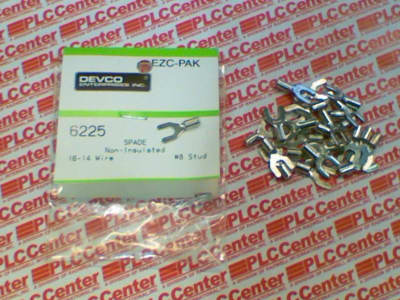 EZC-PAK
DEVCO
ENTERPRISES INC.
6225
SPADE
Non-Insulated
16-14 Wire #8 Stud
PLCCenter